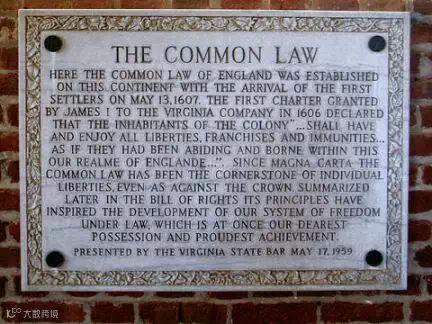 THE COMMON LAW
HERE THE COMMON LAW OF ENGLAND WAS ESTABLISHED
ON THIS CONTINENT WITH THE ARRIVAL OF THE FIRST
SETTLERS ON MAY 13, 1607. THE FIRST CHARTER GRANTED
BY JAMES I TO THE VIRGINIA COMPANY IN 1606 DECLARED
THAT THE INHABITANTS OF THE COLONY "...SHALL HAVE
AND ENJOY ALL LIBERTIES, FRANCHISES AND IMMUNITIES...
AS IF THEY HAD BEEN ABIDING AND BORNE WITHIN THIS
OUR REALME OF ENGLANDE...". SINCE MAGNA CARTA THE
COMMON LAW HAS BEEN THE CORNERSTONE OF INDIVIDUAL
LIBERTIES, EVEN AS AGAINST THE CROWN. SUMMARIZED
LATER IN THE BILL OF RIGHTS ITS PRINCIPLES HAVE
INSPIRED THE DEVELOPMENT OF OUR SYSTEM OF FREEDOM
UNDER LAW, WHICH IS AT ONCE OUR DEAREST
POSSESSION AND PROUDEST ACHIEVEMENT.
PRESENTED BY THE VIRGINIA STATE BAR MAY 17, 1959
大数跨境